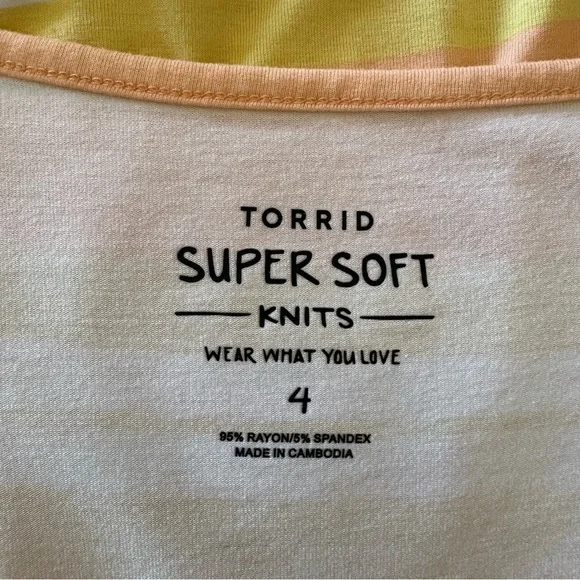 TORRID
SUPER SOFT
KNITS
WEAR WHAT YOU LOVE
4
95% RAYON/5% SPANDEX
MADE IN CAMBODIA